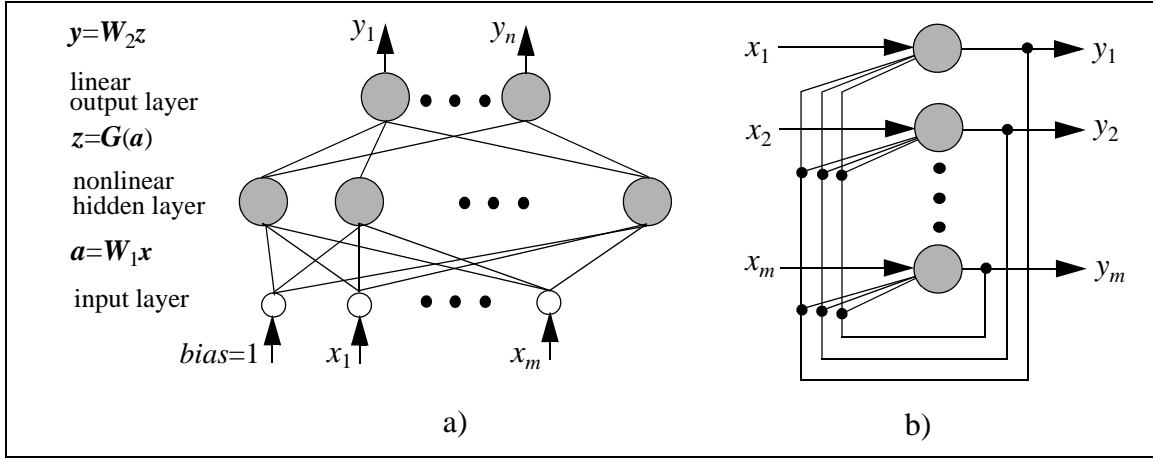 y=W₂z
y₁ yₙ
linear
output layer
z=G(a)
nonlinear
hidden layer
a=W₁x
input layer
bias=1 x₁ xₘ
a)
x₁ y₁
x₂ y₂
xₘ yₘ
b)